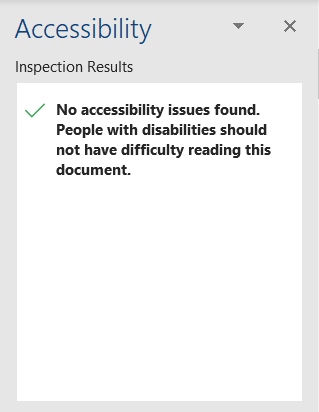 Accessibility
Inspection Results
No accessibility issues found.
People with disabilities should
not have difficulty reading this
document.